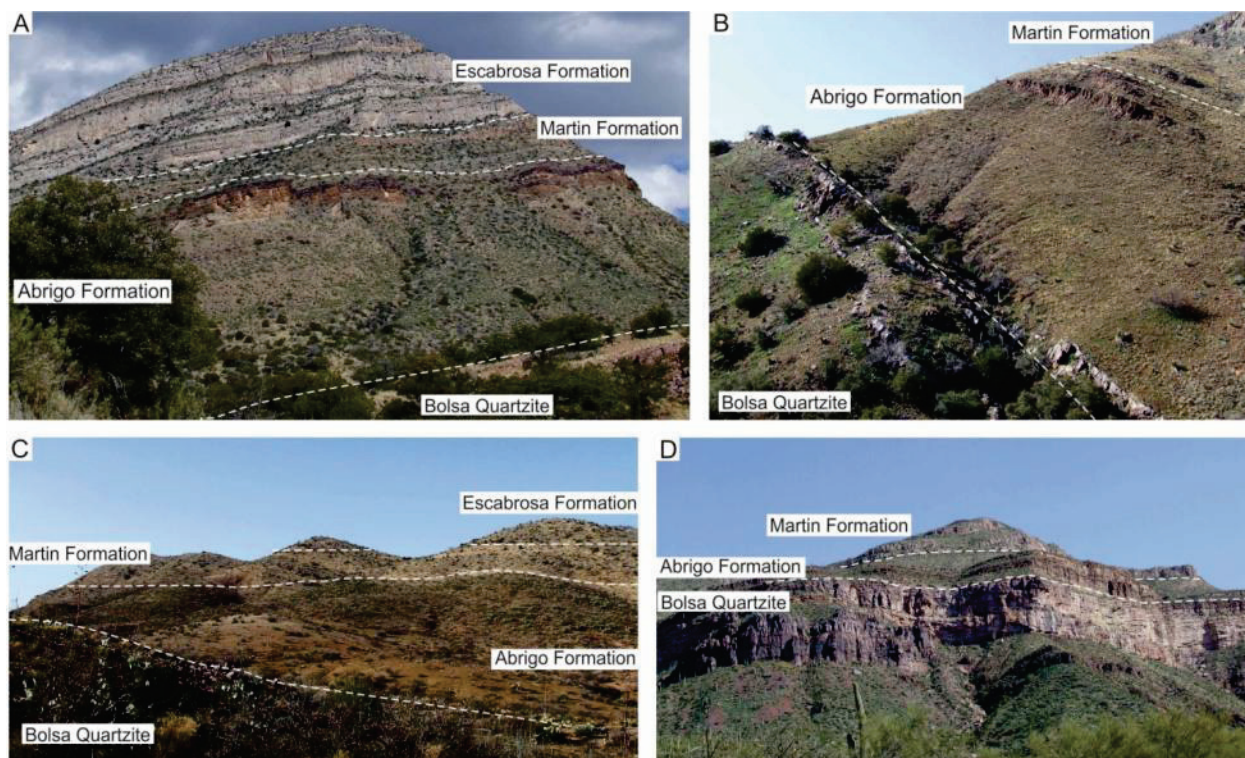 A
Escabrosa Formation
Martin Formation
Abrigo Formation
Bolsa Quartzite
B
Martin Formation
Abrigo Formation
Bolsa Quartzite
C
Escabrosa Formation
Martin Formation
Abrigo Formation
Bolsa Quartzite
D
Martin Formation
Abrigo Formation
Bolsa Quartzite